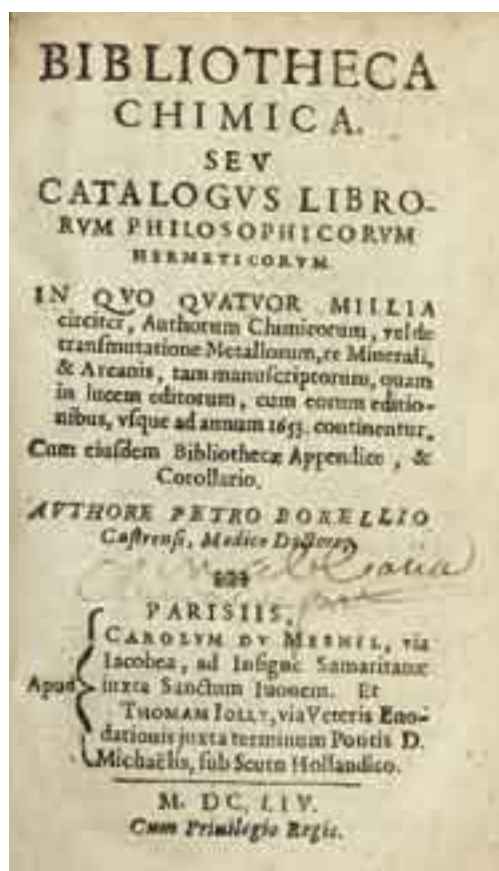 BIBLIOTHECA
CHIMICA.
SEV
CATALOGVS LIBRO-
RVM PHILOSOPHICORVM
HERMETICORVM.
IN QVO QVATVOR MILLIA
circiter, Authorum Chimicorum, vel de
transmutatione Metallorum, re Minerali,
& Arcanis, tam manuscriptorum, quam
in lucem editorum, cum eorum editio-
nibus, vsque ad annum 1653. continentur.
Cum eiusdem Bibliothecæ Appendice, &
Corollario.
AVTHORE PETRO BORELLIO
Castrensi, Medico Doctore,
PARISIIS,
Apud
CAROLVM DV MESNIL, via
Iacobea, ad Insigne Samaritanæ
iuxta Sanctum Iuonem. Et
THOMAM IOLLY, via Veteris Eno-
dationis juxta terminum Pontis D.
Michaëlis, sub Scuto Hollandico.
M. DC. LIV.
Cum Priuilegio Regis.